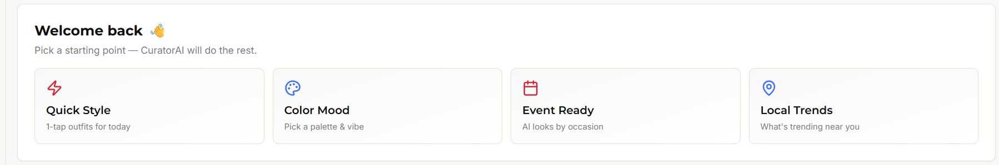 Welcome back 👋
Pick a starting point — CuratorAI will do the rest.
Quick Style
1-tap outfits for today
Color Mood
Pick a palette & vibe
Event Ready
AI looks by occasion
Local Trends
What's trending near you